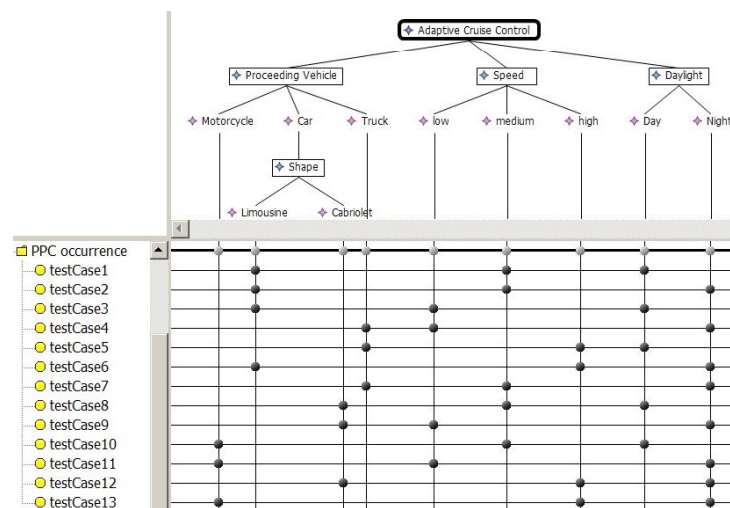 Adaptive Cruise Control
Proceeding Vehicle Speed Daylight
Motorcycle Car Truck low medium high Day Night
Shape
Limousine Cabriolet
PPC occurrence
testCase1
testCase2
testCase3
testCase4
testCase5
testCase6
testCase7
testCase8
testCase9
testCase10
testCase11
testCase12
testCase13